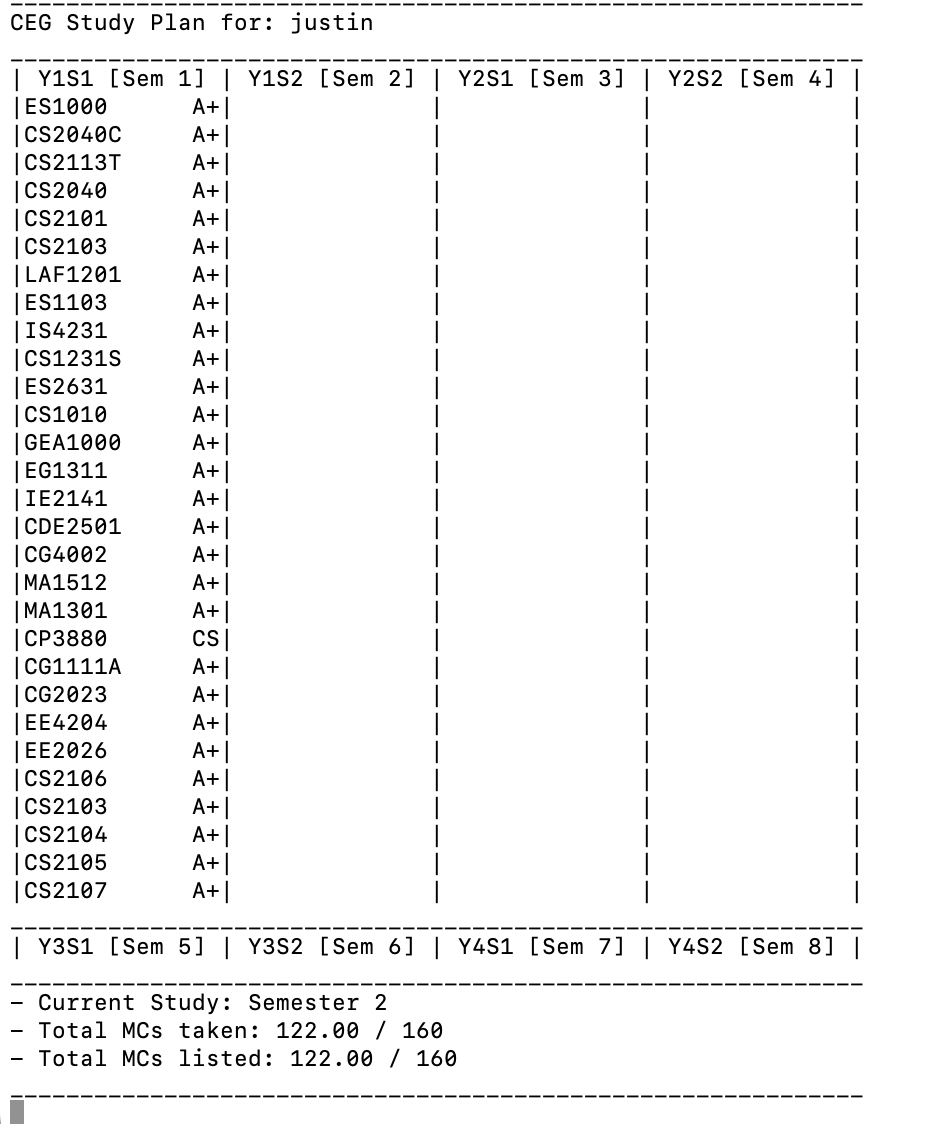 CEG Study Plan for: justin
| Y1S1 [Sem 1] | Y1S2 [Sem 2] | Y2S1 [Sem 3] | Y2S2 [Sem 4] |
|ES1000      A+|              |              |              |
|CS2040C     A+|              |              |              |
|CS2113T     A+|              |              |              |
|CS2040      A+|              |              |              |
|CS2101      A+|              |              |              |
|CS2103      A+|              |              |              |
|LAF1201     A+|              |              |              |
|ES1103      A+|              |              |              |
|IS4231      A+|              |              |              |
|CS1231S     A+|              |              |              |
|ES2631      A+|              |              |              |
|CS1010      A+|              |              |              |
|GEA1000     A+|              |              |              |
|EG1311      A+|              |              |              |
|IE2141      A+|              |              |              |
|CDE2501     A+|              |              |              |
|CG4002      A+|              |              |              |
|MA1512      A+|              |              |              |
|MA1301      A+|              |              |              |
|CP3880      CS|              |              |              |
|CG1111A     A+|              |              |              |
|CG2023      A+|              |              |              |
|EE4204      A+|              |              |              |
|EE2026      A+|              |              |              |
|CS2106      A+|              |              |              |
|CS2103      A+|              |              |              |
|CS2104      A+|              |              |              |
|CS2105      A+|              |              |              |
|CS2107      A+|              |              |              |
| Y3S1 [Sem 5] | Y3S2 [Sem 6] | Y4S1 [Sem 7] | Y4S2 [Sem 8] |
– Current Study: Semester 2
– Total MCs taken: 122.00 / 160
– Total MCs listed: 122.00 / 160